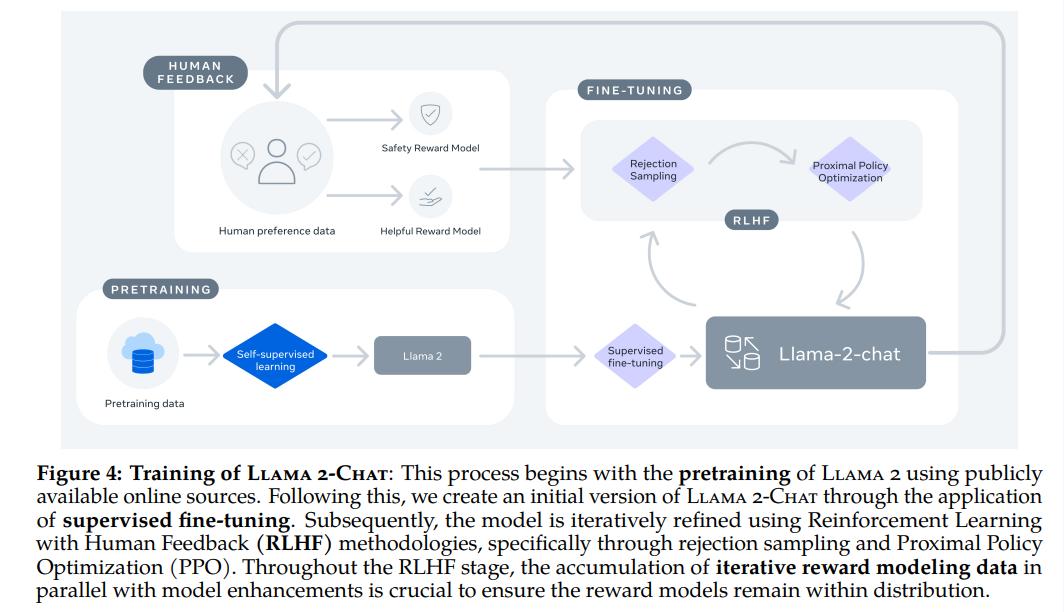 HUMAN
FEEDBACK
Safety Reward Model
Human preference data
Helpful Reward Model
FINE-TUNING
Rejection
Sampling
Proximal Policy
Optimization
RLHF
PRETRAINING
Pretraining data
Self-supervised
learning
Llama 2
Supervised
fine-tuning
Llama-2-chat
Figure 4: Training of Llama 2-Chat: This process begins with the pretraining of Llama 2 using publicly
available online sources. Following this, we create an initial version of Llama 2-Chat through the application
of supervised fine-tuning. Subsequently, the model is iteratively refined using Reinforcement Learning
with Human Feedback (RLHF) methodologies, specifically through rejection sampling and Proximal Policy
Optimization (PPO). Throughout the RLHF stage, the accumulation of iterative reward modeling data in
parallel with model enhancements is crucial to ensure the reward models remain within distribution.